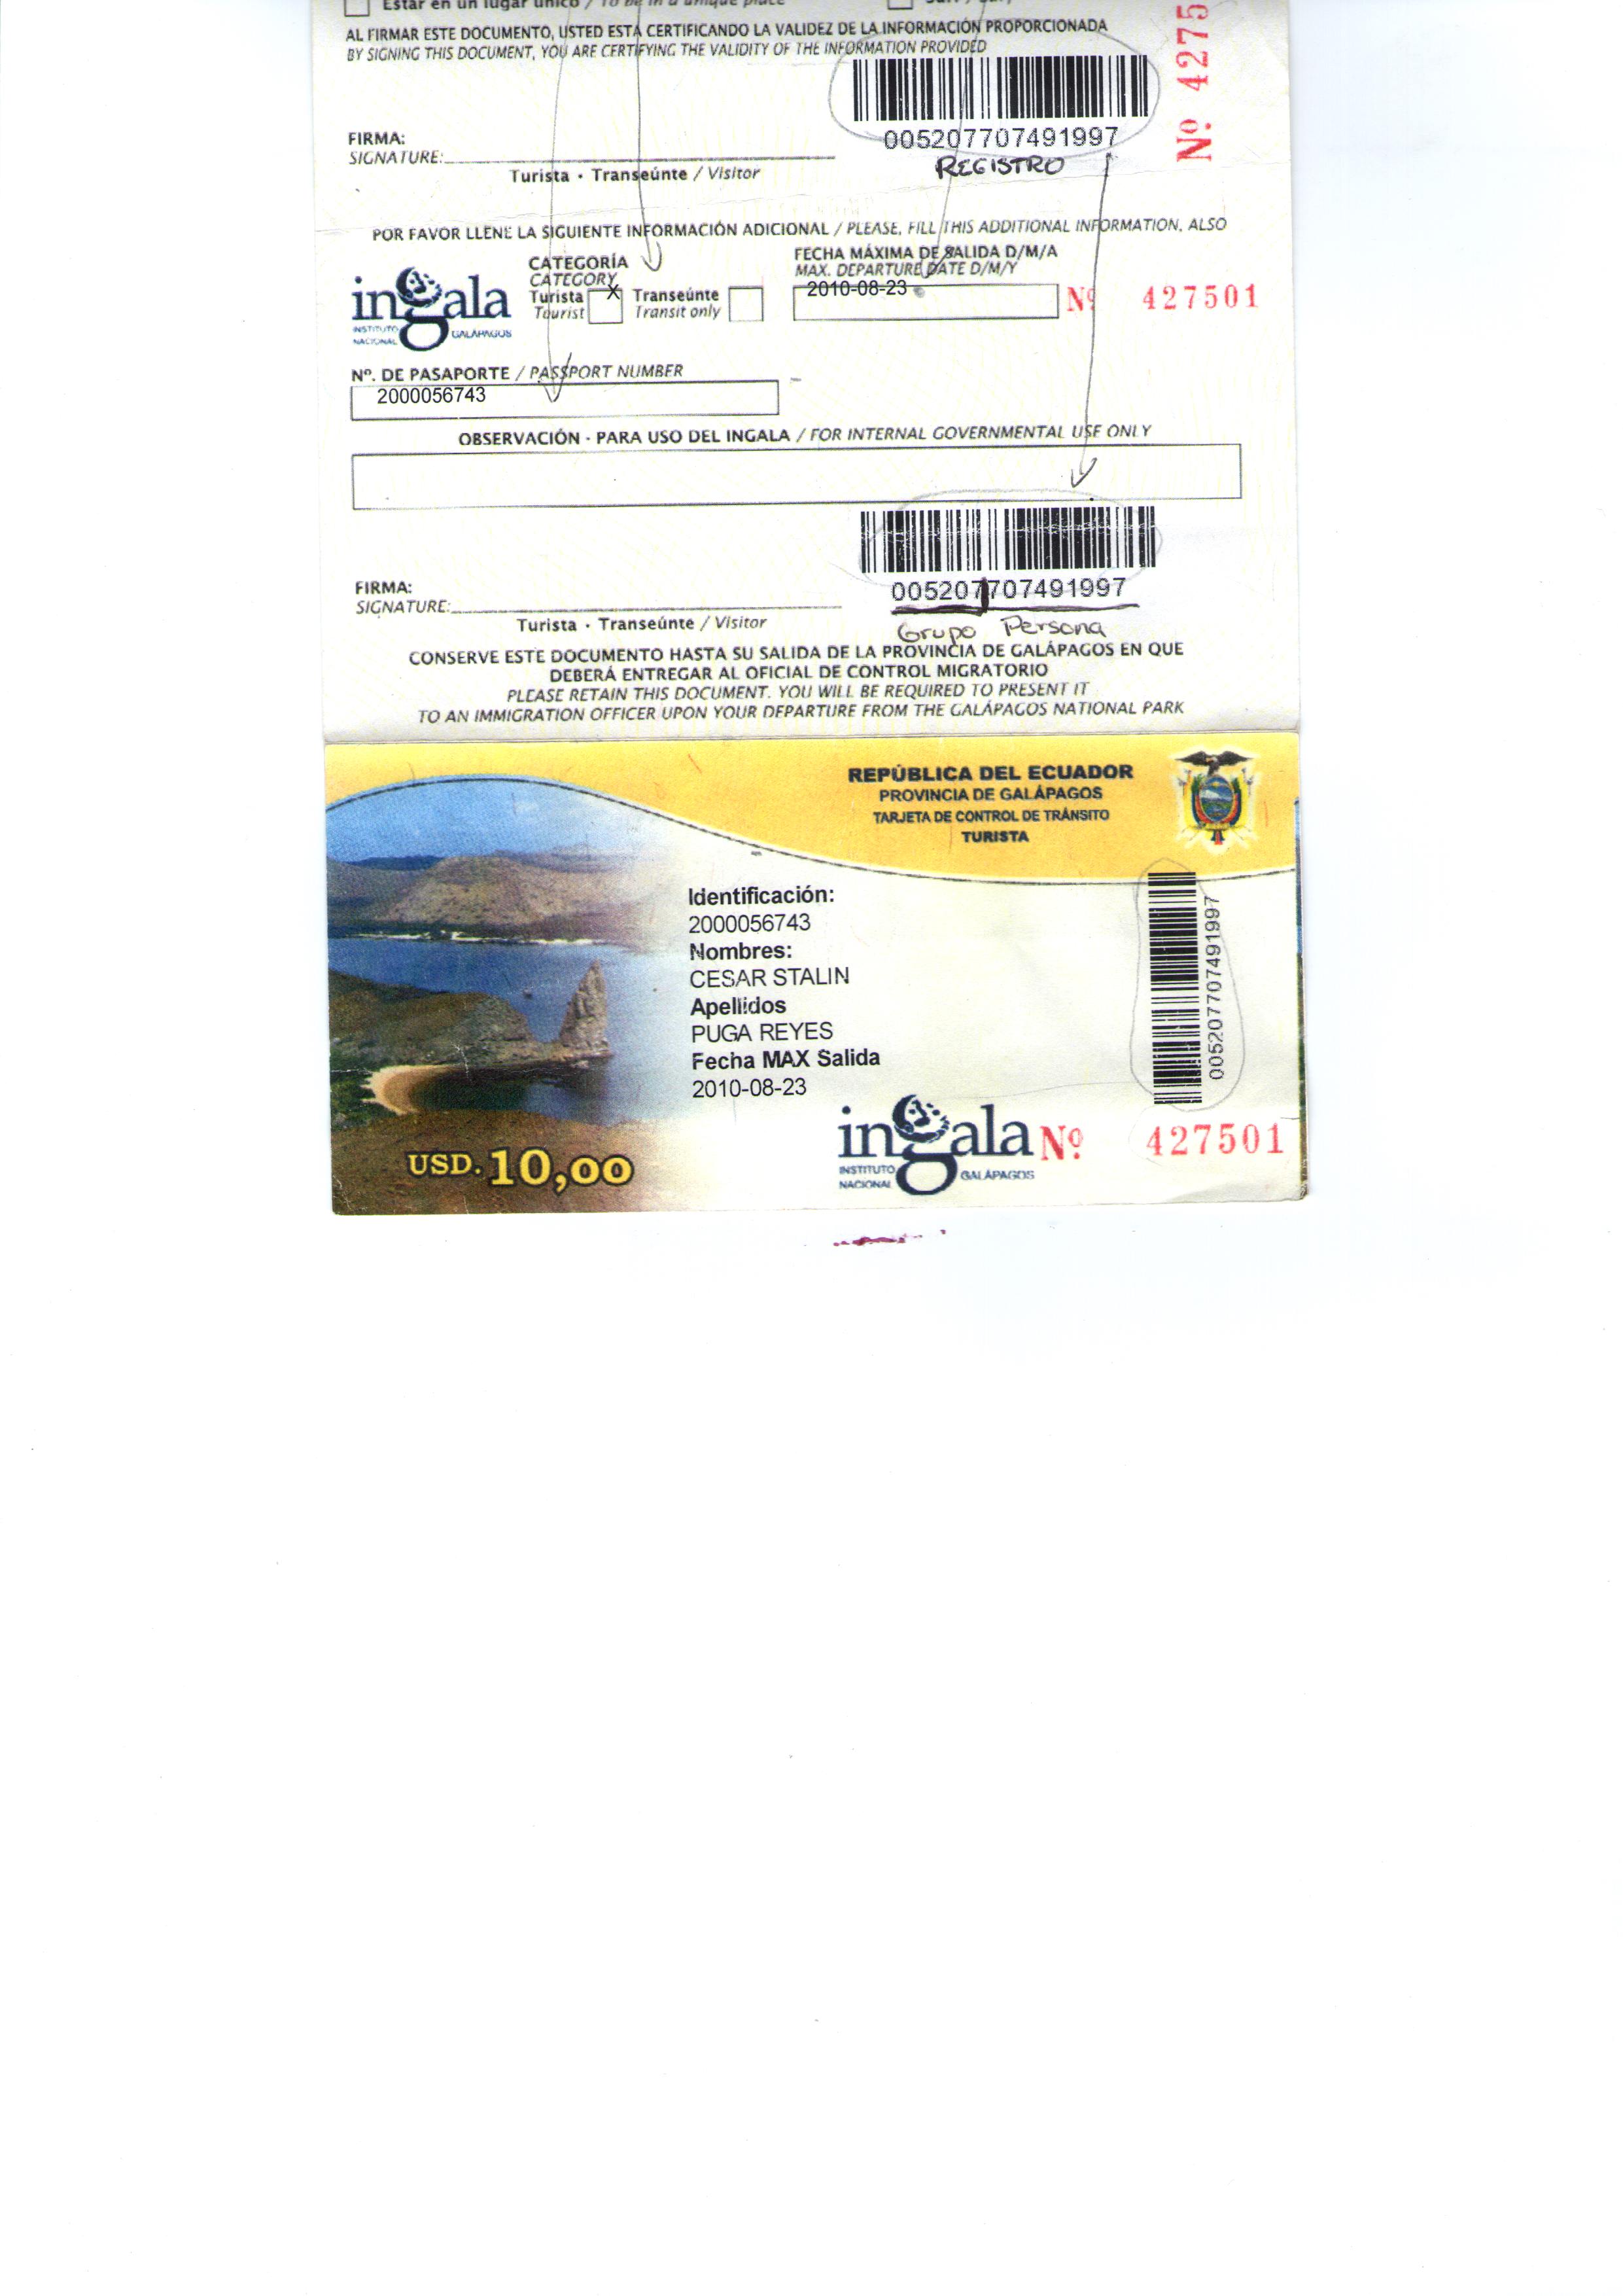 Estar en un lugar único / To be in a unique place
AL FIRMAR ESTE DOCUMENTO, USTED ESTÁ CERTIFICANDO LA VALIDEZ DE LA INFORMACIÓN PROPORCIONADA
BY SIGNING THIS DOCUMENT, YOU ARE CERTIFYING THE VALIDITY OF THE INFORMATION PROVIDED
Nº 4275
005207707491997
REGISTRO
FIRMA:
SIGNATURE:
Turista · Transeúnte / Visitor
POR FAVOR LLENE LA SIGUIENTE INFORMACIÓN ADICIONAL / PLEASE, FILL THIS ADDITIONAL INFORMATION, ALSO
ingala
INSTITUTO NACIONAL GALÁPAGOS
CATEGORÍA
CATEGORY
Turista X Transeúnte
Tourist Transit only
FECHA MÁXIMA DE SALIDA D/M/A
MAX. DEPARTURE DATE D/M/Y
2010-08-23
Nº 427501
Nº. DE PASAPORTE / PASSPORT NUMBER
2000056743
OBSERVACIÓN · PARA USO DEL INGALA / FOR INTERNAL GOVERNMENTAL USE ONLY
005207707491997
Grupo Persona
FIRMA:
SIGNATURE:
Turista · Transeúnte / Visitor
CONSERVE ESTE DOCUMENTO HASTA SU SALIDA DE LA PROVINCIA DE GALÁPAGOS EN QUE
DEBERÁ ENTREGAR AL OFICIAL DE CONTROL MIGRATORIO
PLEASE RETAIN THIS DOCUMENT. YOU WILL BE REQUIRED TO PRESENT IT
TO AN IMMIGRATION OFFICER UPON YOUR DEPARTURE FROM THE GALÁPAGOS NATIONAL PARK
REPÚBLICA DEL ECUADOR
PROVINCIA DE GALÁPAGOS
TARJETA DE CONTROL DE TRÁNSITO
TURISTA
Identificación:
2000056743
Nombres:
CESAR STALIN
Apellidos
PUGA REYES
Fecha MAX Salida
2010-08-23
005207707491997
USD. 10,00
ingala
INSTITUTO NACIONAL GALÁPAGOS
Nº 427501